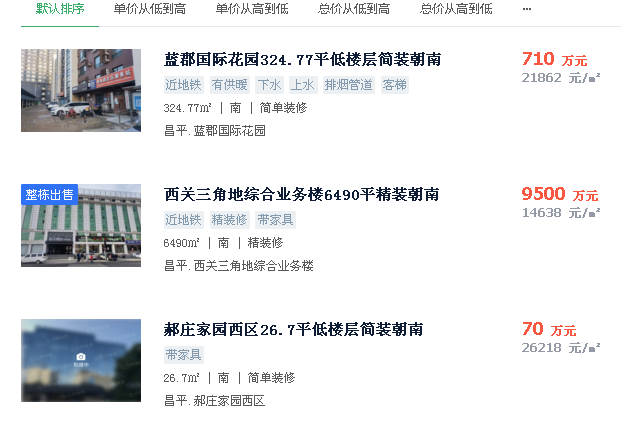 默认排序 单价从低到高 单价从高到低 总价从低到高 总价从高到低 ...
蓝郡国际花园324.77平低楼层简装朝南
710 万元
近地铁 有供暖 下水 上水 排烟管道 客梯
21862 元/㎡
324.77㎡ | 南 | 简单装修
昌平.蓝郡国际花园
整栋出售
西关三角地综合业务楼6490平精装朝南
9500 万元
近地铁 精装修 带家具
14638 元/㎡
6490㎡ | 南 | 精装修
昌平.西关三角地综合业务楼
郝庄家园西区26.7平低楼层简装朝南
70 万元
带家具
26218 元/㎡
26.7㎡ | 南 | 简单装修
昌平.郝庄家园西区